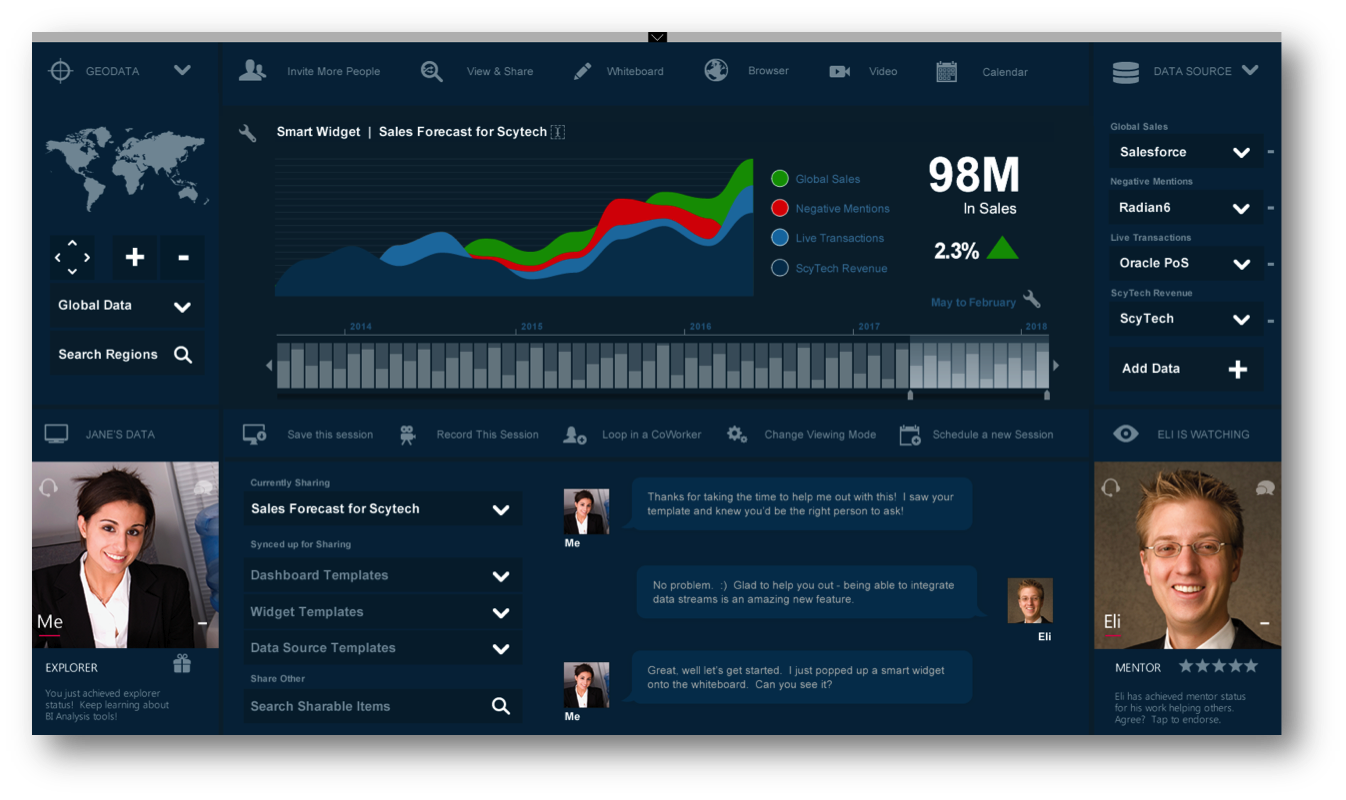 GEODATA
Invite More People
View & Share
Whiteboard
Browser
Video
Calendar
DATA SOURCE
Smart Widget | Sales Forecast for Scytech
98M
In Sales
2.3%
Global Sales
Negative Mentions
Live Transactions
ScyTech Revenue
May to February
2014
2015
2016
2017
2018
Global Data
Search Regions
Global Sales
Salesforce
Negative Mentions
Radian6
Live Transactions
Oracle PoS
ScyTech Revenue
ScyTech
Add Data
JANE'S DATA
Save this session
Record This Session
Loop in a CoWorker
Change Viewing Mode
Schedule a new Session
ELI IS WATCHING
Me
EXPLORER
You just achieved explorer
status! Keep learning about
BI Analysis tools!
Currently Sharing
Sales Forecast for Scytech
Synced up for Sharing
Dashboard Templates
Widget Templates
Data Source Templates
Share Other
Search Sharable Items
Thanks for taking the time to help me out with this! I saw your
template and knew you'd be the right person to ask!
Me
No problem. :) Glad to help you out - being able to integrate
data streams is an amazing new feature.
Eli
Great, well let's get started. I just popped up a smart widget
onto the whiteboard. Can you see it?
Me
Eli
MENTOR
Eli has achieved mentor status
for his work helping others.
Agree? Tap to endorse.